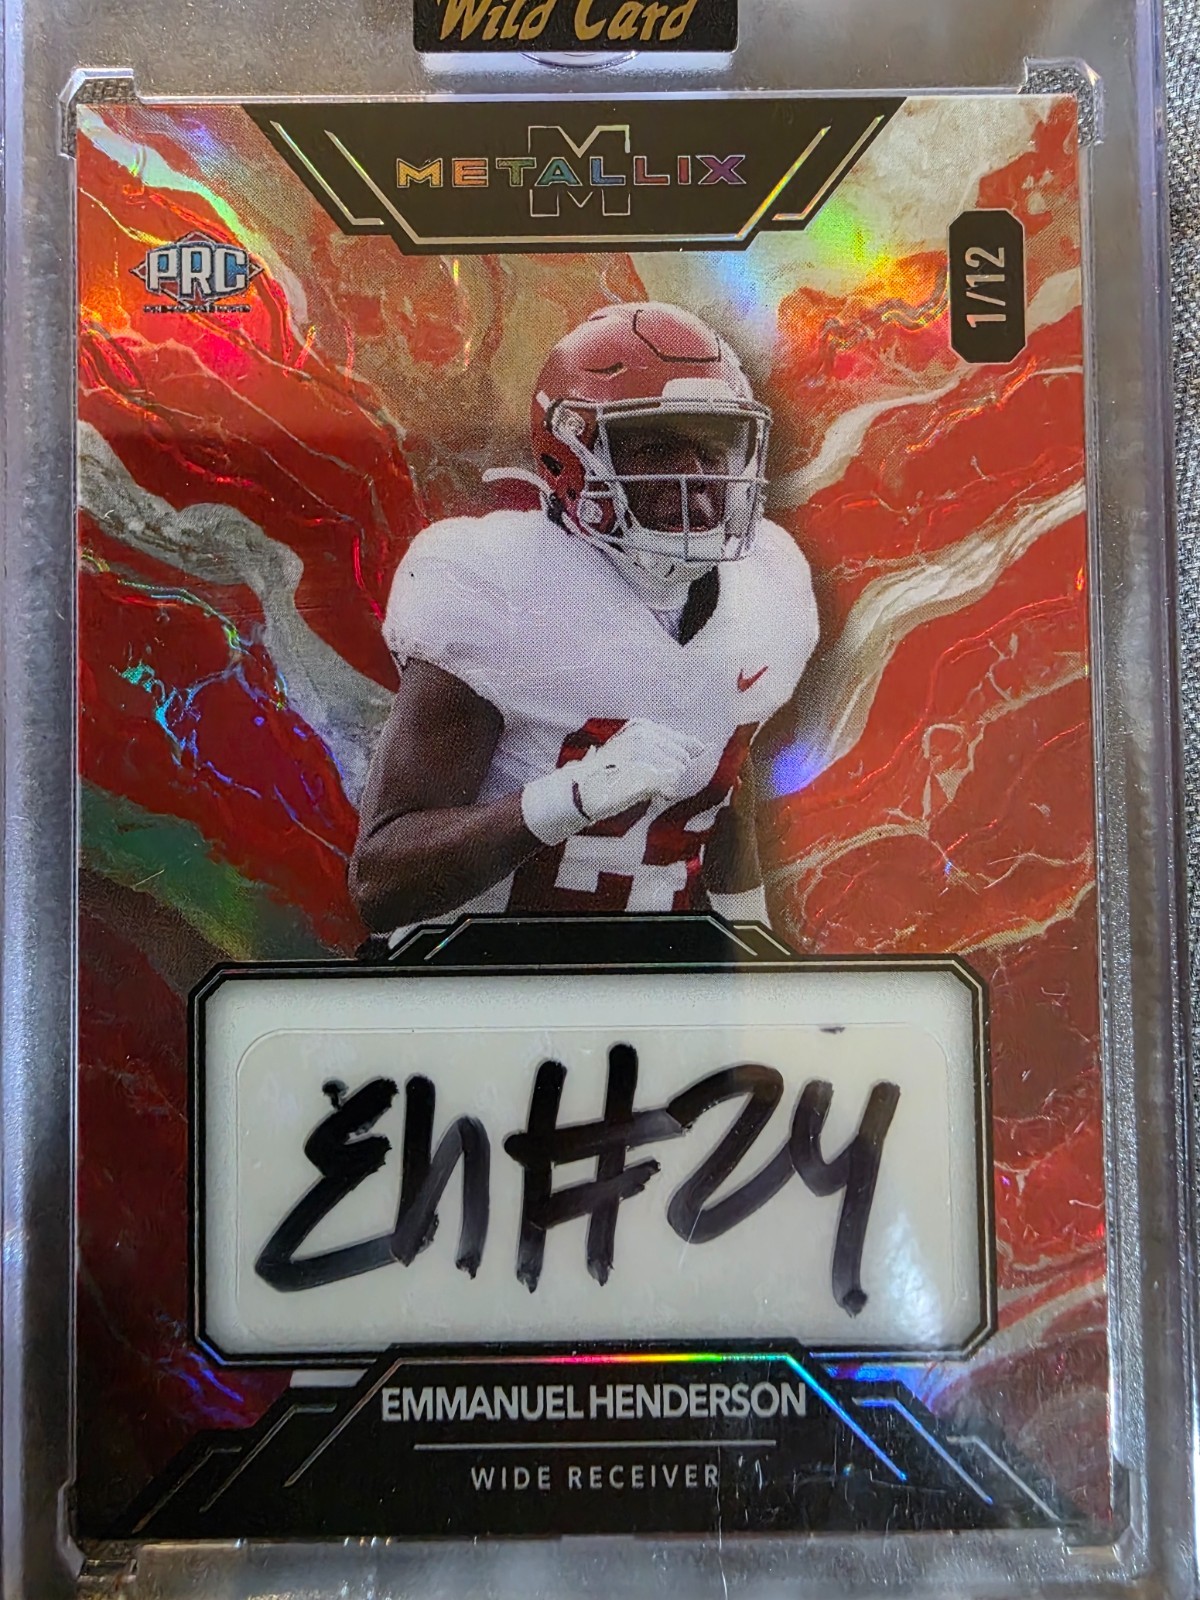 Wild Card
METALLIX
M
PRC
1/12
Eh #24
EMMANUEL HENDERSON
WIDE RECEIVER